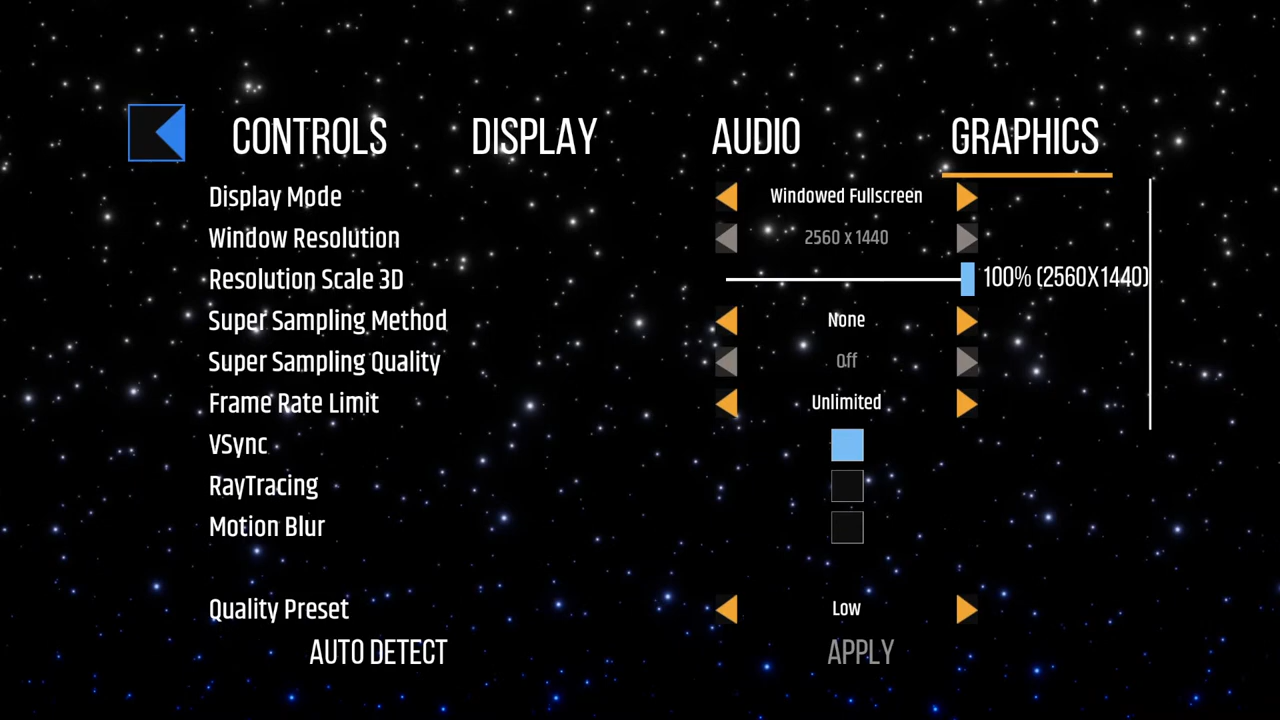 CONTROLS DISPLAY AUDIO GRAPHICS
Display Mode Windowed Fullscreen
Window Resolution 2560 x 1440
Resolution Scale 3D 100% (2560X1440)
Super Sampling Method None
Super Sampling Quality Off
Frame Rate Limit Unlimited
VSync
RayTracing
Motion Blur
Quality Preset Low
AUTO DETECT APPLY